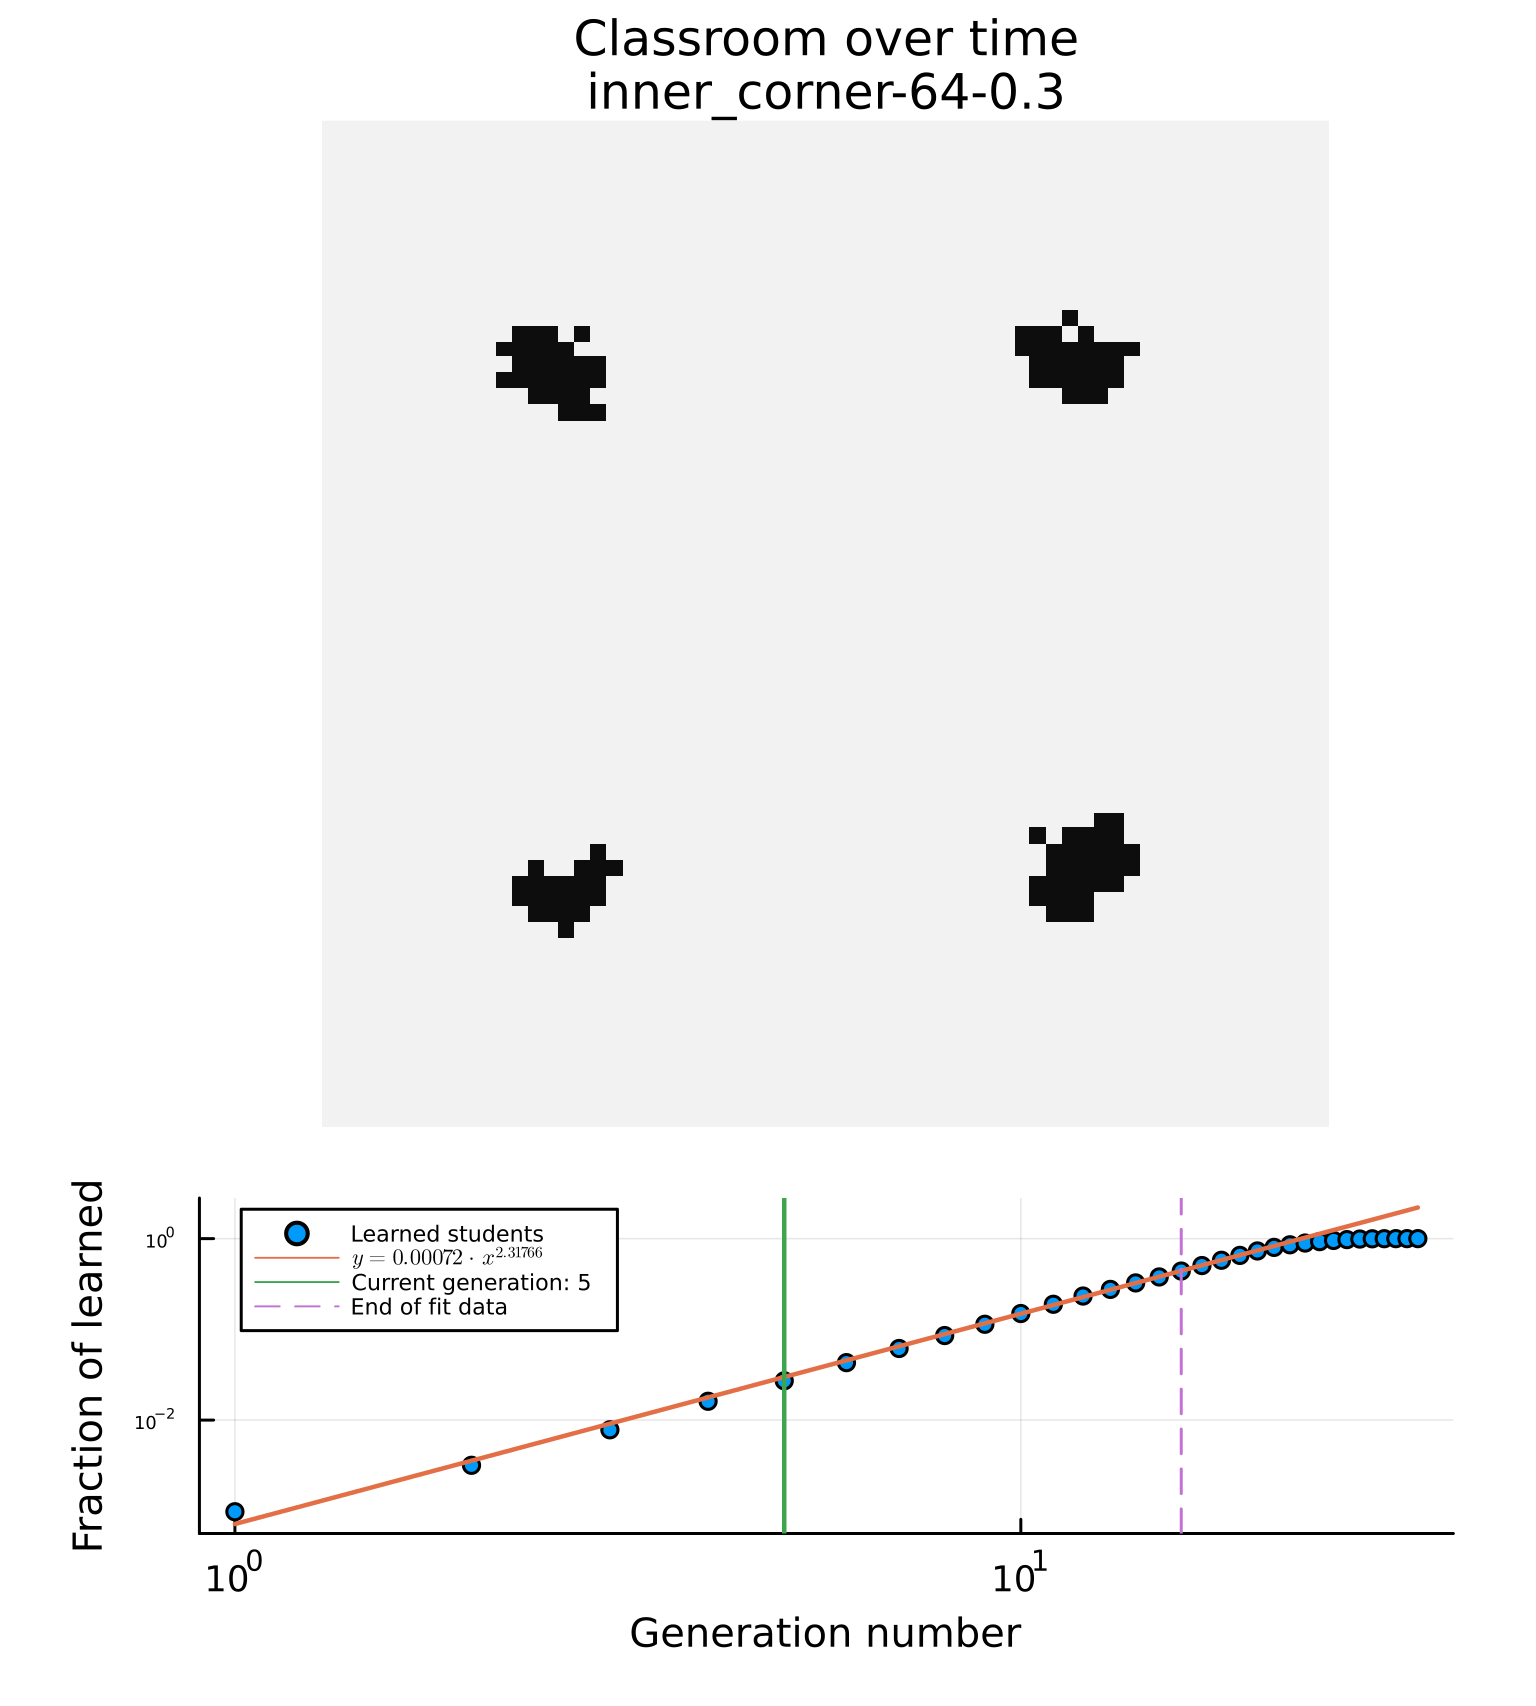 Classroom over time
inner_corner-64-0.3
Fraction of learned
10^0
10^−2
Learned students
y = 0.00072 · x^2.31766
Current generation: 5
End of fit data
10^0
10^1
Generation number